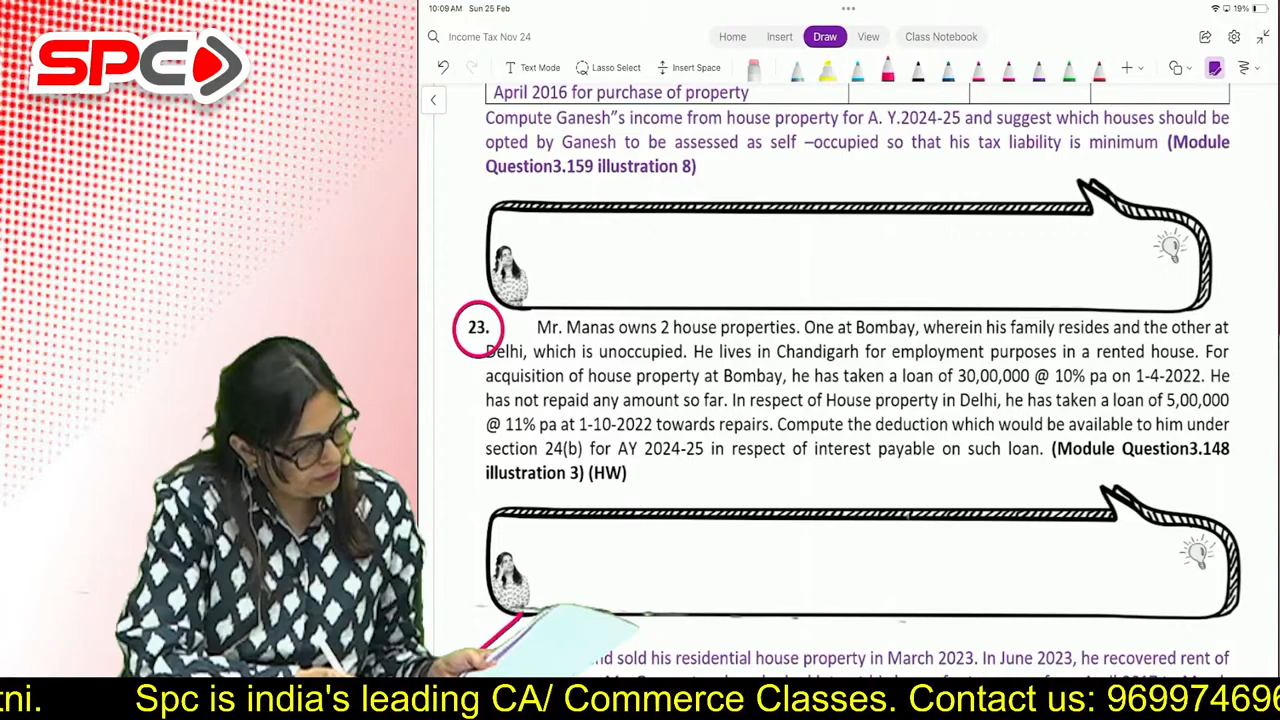 SPC
10:09 AM Sun 25 Feb
19%
Income Tax Nov 24
Home Insert Draw View Class Notebook
Text Mode Lasso Select Insert Space
April 2016 for purchase of property
Compute Ganesh"s income from house property for A. Y.2024-25 and suggest which houses should be
opted by Ganesh to be assessed as self –occupied so that his tax liability is minimum (Module
Question3.159 illustration 8)
23. Mr. Manas owns 2 house properties. One at Bombay, wherein his family resides and the other at
Delhi, which is unoccupied. He lives in Chandigarh for employment purposes in a rented house. For
acquisition of house property at Bombay, he has taken a loan of 30,00,000 @ 10% pa on 1-4-2022. He
has not repaid any amount so far. In respect of House property in Delhi, he has taken a loan of 5,00,000
@ 11% pa at 1-10-2022 towards repairs. Compute the deduction which would be available to him under
section 24(b) for AY 2024-25 in respect of interest payable on such loan. (Module Question3.148
illustration 3) (HW)
sold his residential house property in March 2023. In June 2023, he recovered rent of
tni. Spc is india's leading CA/ Commerce Classes. Contact us: 969974696